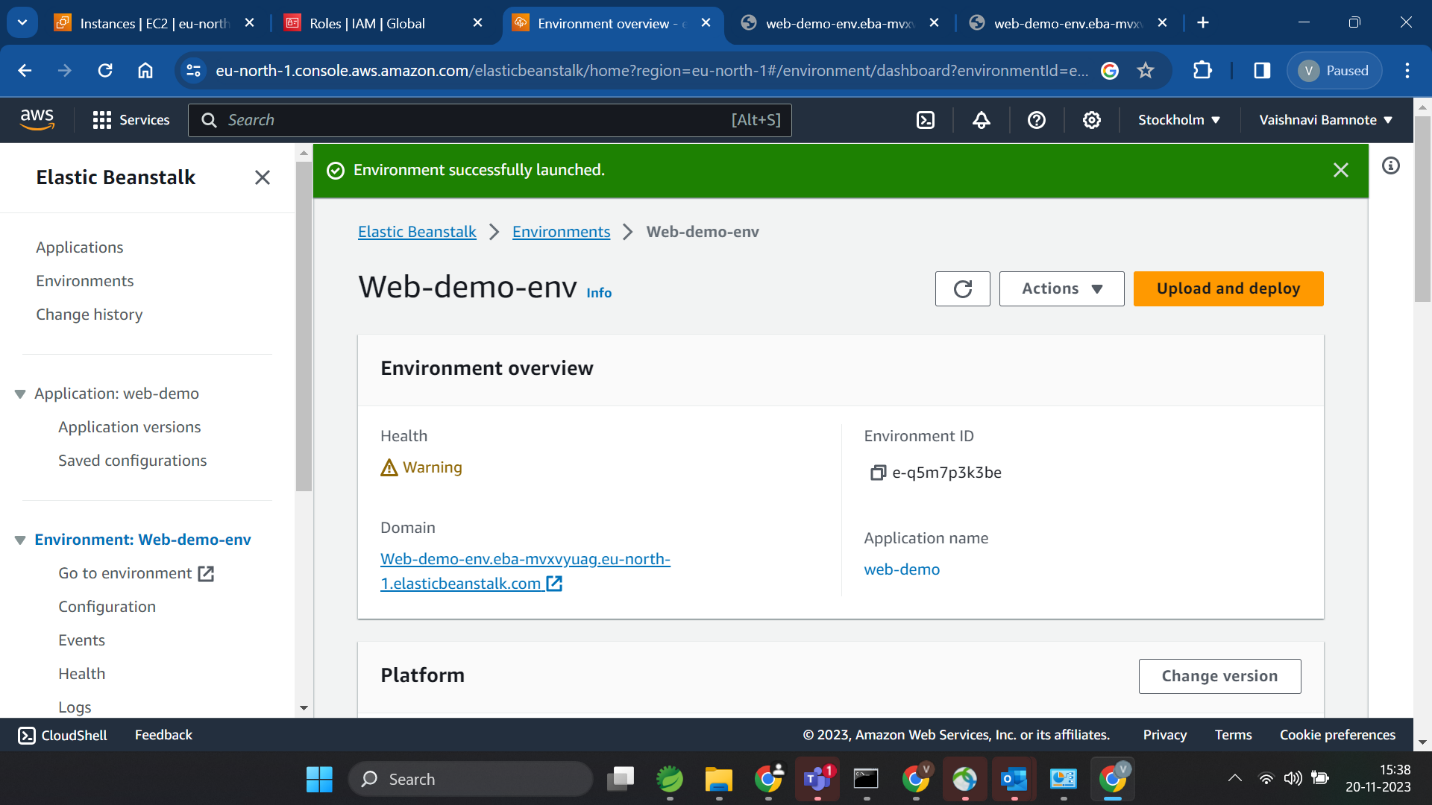 Instances | EC2 | eu-north
Roles | IAM | Global
Environment overview - e
web-demo-env.eba-mvxv
web-demo-env.eba-mvxv
eu-north-1.console.aws.amazon.com/elasticbeanstalk/home?region=eu-north-1#/environment/dashboard?environmentId=e...
V Paused
aws
Services
Search [Alt+S]
Stockholm
Vaishnavi Bamnote
Elastic Beanstalk
Applications
Environments
Change history
Application: web-demo
Application versions
Saved configurations
Environment: Web-demo-env
Go to environment
Configuration
Events
Health
Logs
Environment successfully launched.
Elastic Beanstalk
Environments
Web-demo-env
Web-demo-env Info
Actions
Upload and deploy
Environment overview
Health
Warning
Domain
Web-demo-env.eba-mvxvyuag.eu-north-
1.elasticbeanstalk.com
Environment ID
e-q5m7p3k3be
Application name
web-demo
Platform
Change version
CloudShell
Feedback
© 2023, Amazon Web Services, Inc. or its affiliates.
Privacy
Terms
Cookie preferences
Search
1
V
V
15:38
20-11-2023